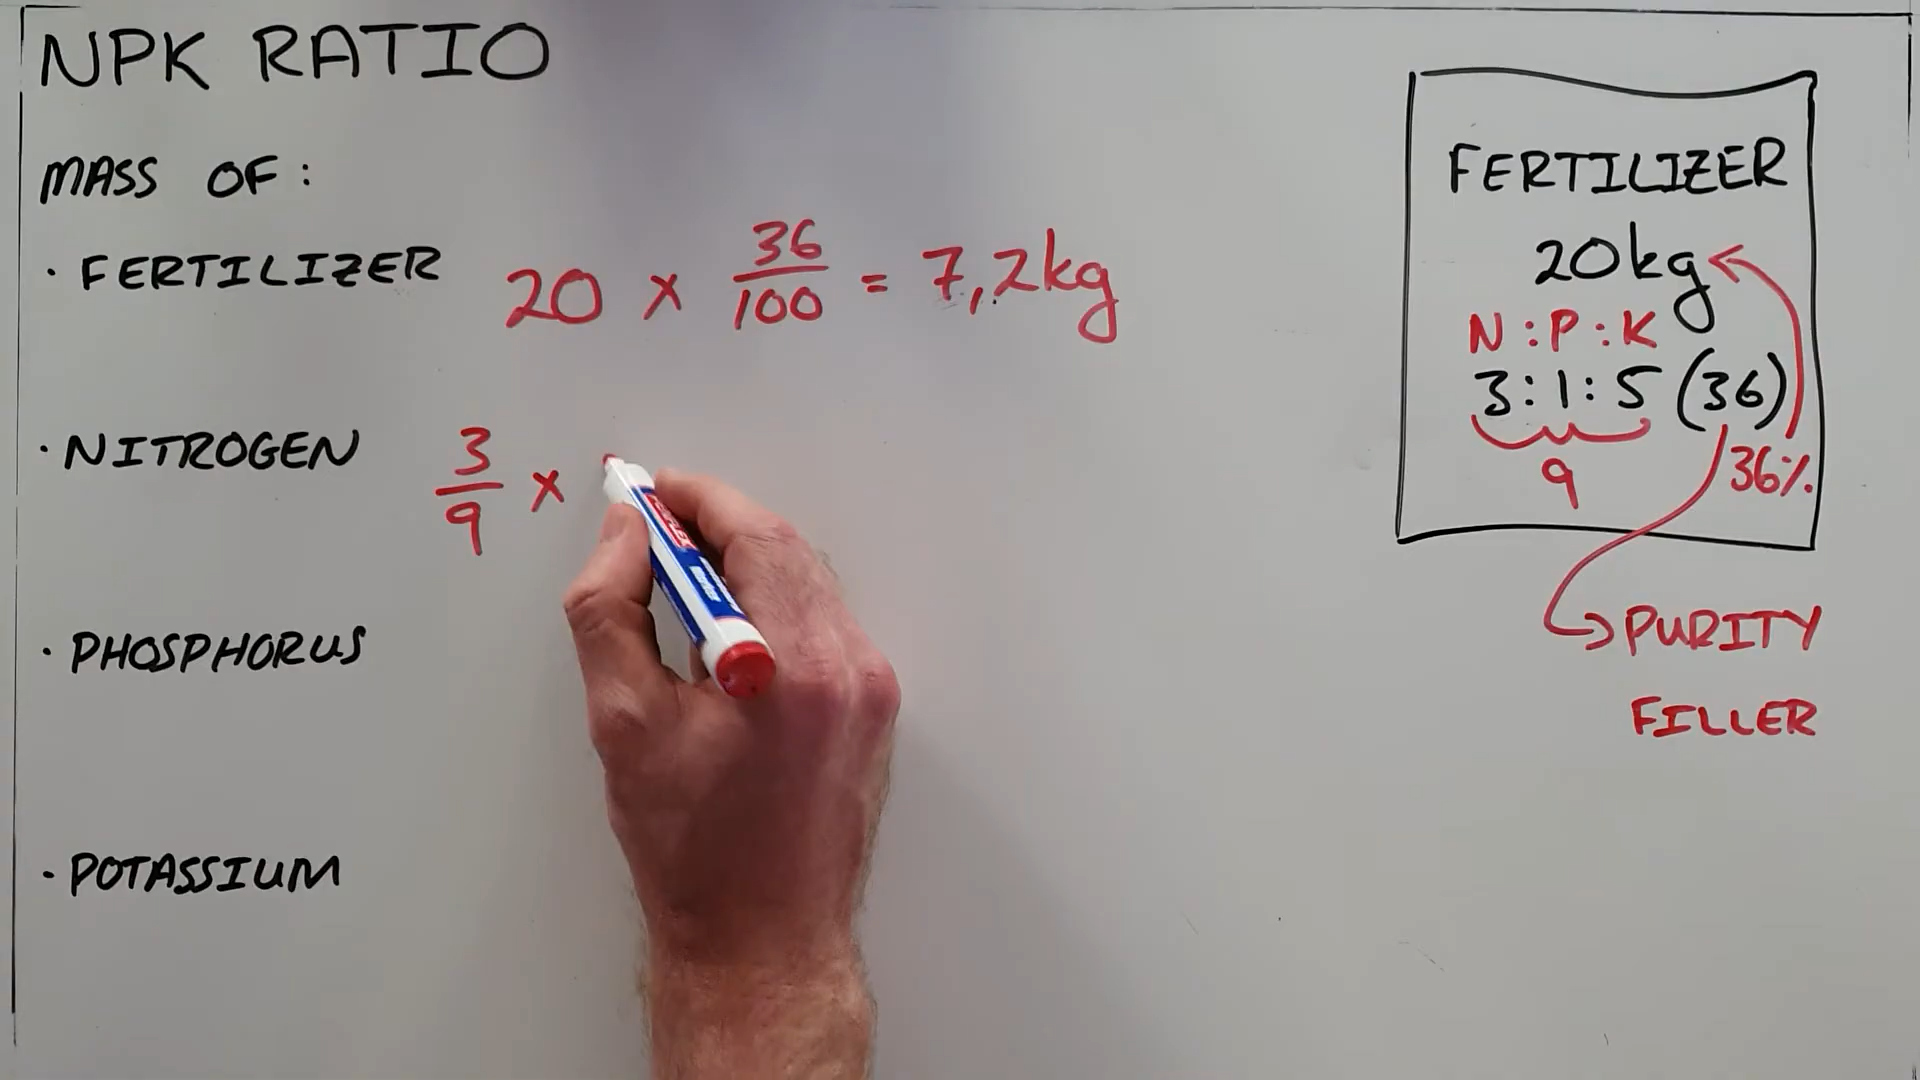 NPK RATIO
MASS OF:
· FERTILIZER 20 x 36/100 = 7,2kg
· NITROGEN 3/9 x
· PHOSPHORUS
· POTASSIUM
FERTILIZER
20kg
N:P:K
3:1:5 (36)
9 36%
PURITY
FILLER